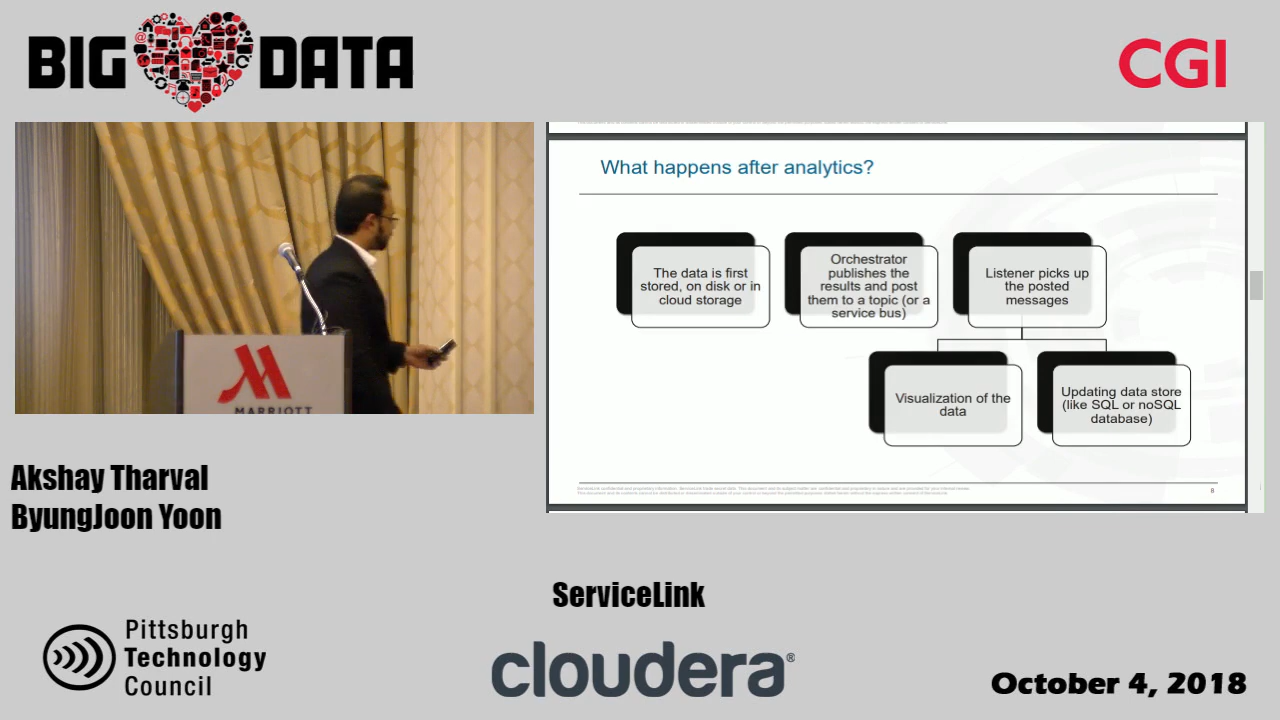 BIG DATA
CGI
What happens after analytics?
The data is first
stored, on disk or in
cloud storage
Orchestrator
publishes the
results and post
them to a topic (or a
service bus)
Listener picks up
the posted
messages
Visualization of the
data
Updating data store
(like SQL or noSQL
database)
8
MARRIOTT
Akshay Tharval
ByungJoon Yoon
ServiceLink
Pittsburgh
Technology
Council
cloudera®
October 4, 2018